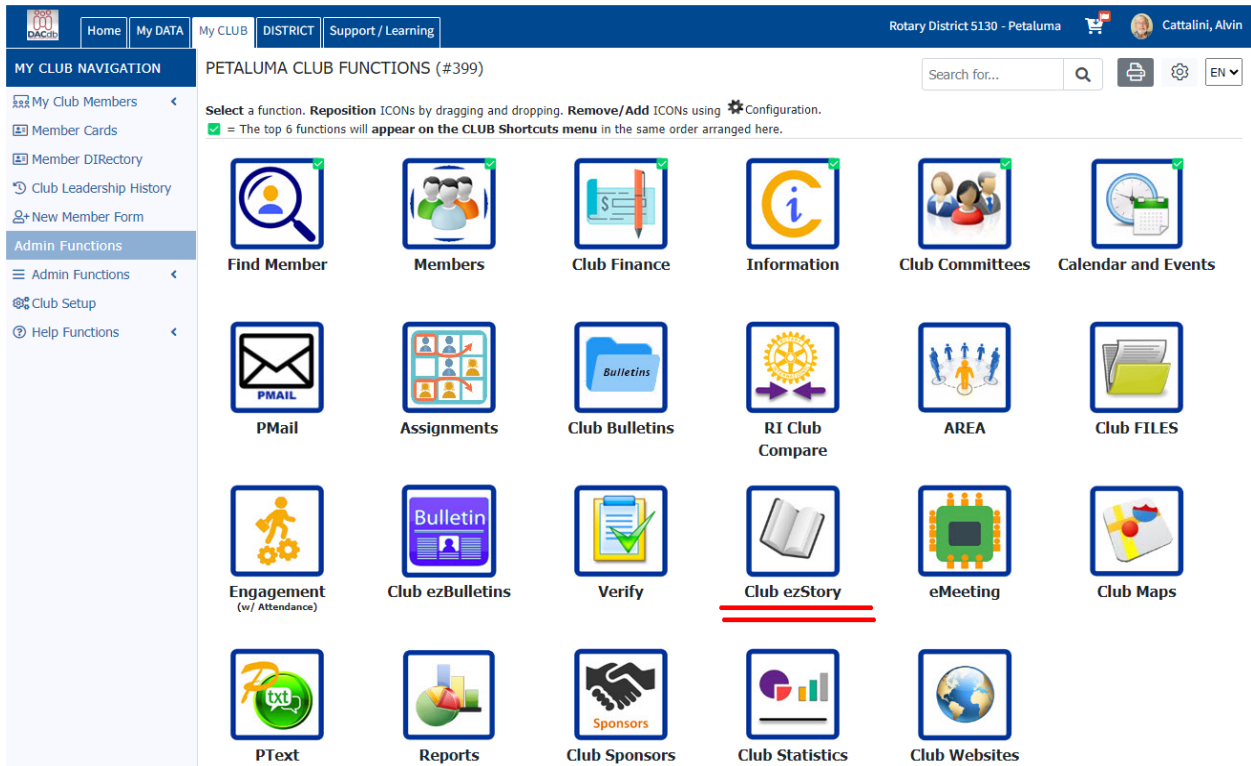 DACdb
Home
My DATA
My CLUB
DISTRICT
Support / Learning
Rotary District 5130 - Petaluma
Cattalini, Alvin
MY CLUB NAVIGATION
My Club Members
Member Cards
Member DIRectory
Club Leadership History
New Member Form
Admin Functions
Admin Functions
Club Setup
Help Functions
PETALUMA CLUB FUNCTIONS (#399)
Search for...
EN
Select a function. Reposition ICONs by dragging and dropping. Remove/Add ICONs using Configuration.
= The top 6 functions will appear on the CLUB Shortcuts menu in the same order arranged here.
$
i
Find Member
Members
Club Finance
Information
Club Committees
Calendar and Events
PMAIL
Bulletins
PMail
Assignments
Club Bulletins
RI Club
Compare
AREA
Club FILES
Bulletin
Engagement
(w/ Attendance)
Club ezBulletins
Verify
Club ezStory
eMeeting
Club Maps
P
txt
Sponsors
PText
Reports
Club Sponsors
Club Statistics
Club Websites